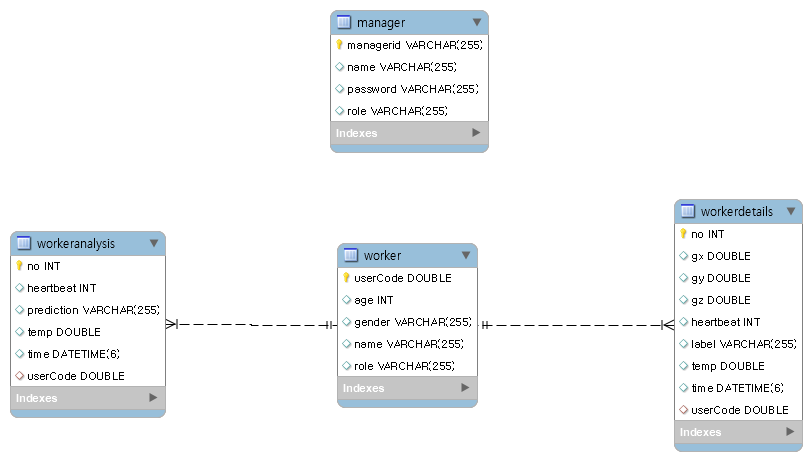 manager
managerid VARCHAR(255)
name VARCHAR(255)
password VARCHAR(255)
role VARCHAR(255)
Indexes
workeranalysis
no INT
heartbeat INT
prediction VARCHAR(255)
temp DOUBLE
time DATETIME(6)
userCode DOUBLE
Indexes
worker
userCode DOUBLE
age INT
gender VARCHAR(255)
name VARCHAR(255)
role VARCHAR(255)
Indexes
workerdetails
no INT
gx DOUBLE
gy DOUBLE
gz DOUBLE
heartbeat INT
label VARCHAR(255)
temp DOUBLE
time DATETIME(6)
userCode DOUBLE
Indexes